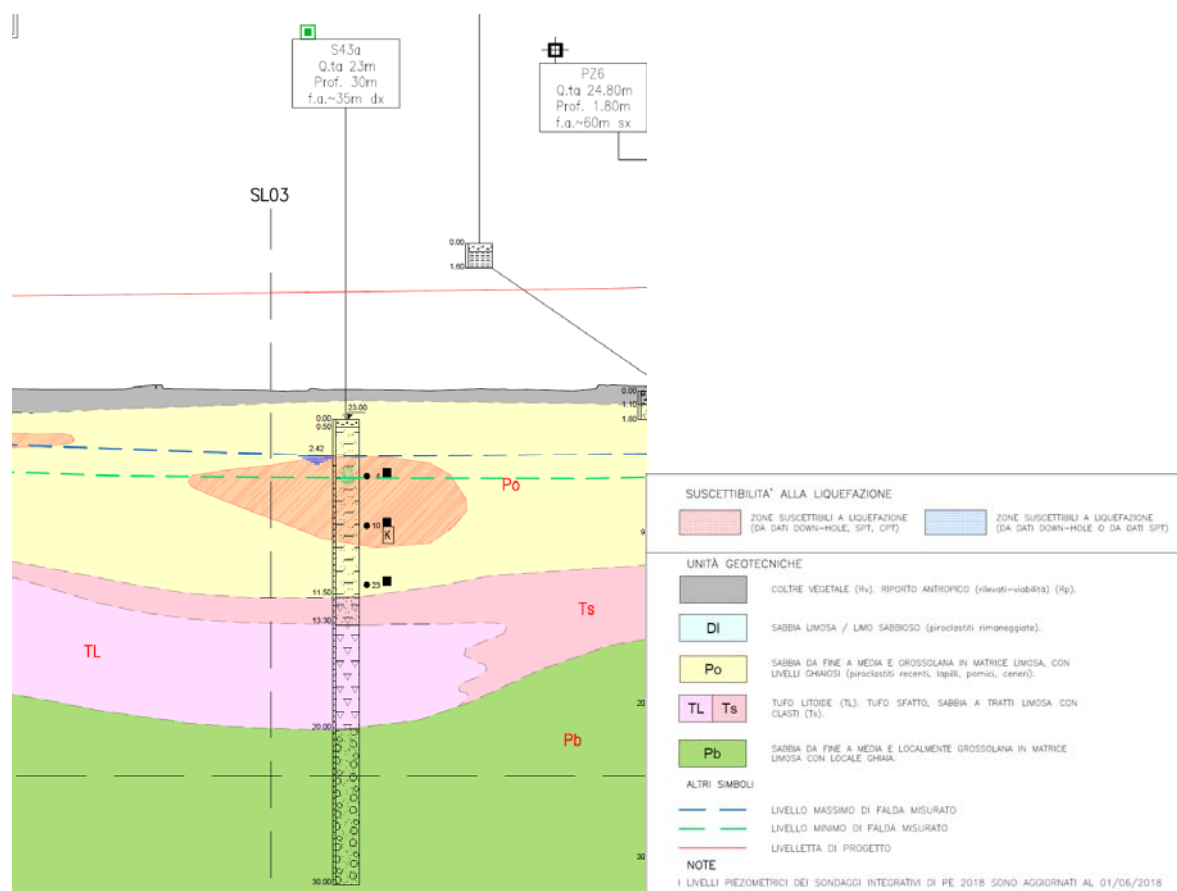 S43a
Q.ta 23m
Prof. 30m
f.a.~35m dx
PZ6
Q.ta 24.80m
Prof. 1.80m
f.a.~60m sx
SL03
0.00
1.60
0.00
1.10
1.80
23.00
0.00
0.50
2.42
4
Po
10
K
23
11.50
Ts
13.30
TL
20.00
20
Pb
30
30.00
SUSCETTIBILITA' ALLA LIQUEFAZIONE
ZONE SUSCETTIBILI A LIQUEFAZIONE
(DA DATI DOWN-HOLE, SPT, CPT)
ZONE SUSCETTIBILI A LIQUEFAZIONE
(DA DATI DOWN-HOLE O DA DATI SPT)
UNITÀ GEOTECNICHE
COLTRE VEGETALE (Rv). RIPORTO ANTROPICO (rilevati-viabilità) (Rp).
DI
SABBIA LIMOSA / LIMO SABBIOSO (piroclastiti rimaneggiate).
Po
SABBIA DA FINE A MEDIA E GROSSOLANA IN MATRICE LIMOSA, CON
LIVELLI GHIAIOSI (piroclastiti recenti, lapilli, pomici, ceneri).
TL Ts
TUFO LITOIDE (TL). TUFO SFATTO, SABBIA A TRATTI LIMOSA CON
CLASTI (Ts).
Pb
SABBIA DA FINE A MEDIA E LOCALMENTE GROSSOLANA IN MATRICE
LIMOSA CON LOCALE GHIAIA.
ALTRI SIMBOLI
LIVELLO MASSIMO DI FALDA MISURATO
LIVELLO MINIMO DI FALDA MISURATO
LIVELLETTA DI PROGETTO
NOTE
I LIVELLI PIEZOMETRICI DEI SONDAGGI INTEGRATIVI DI PE 2018 SONO AGGIORNATI AL 01/06/2018